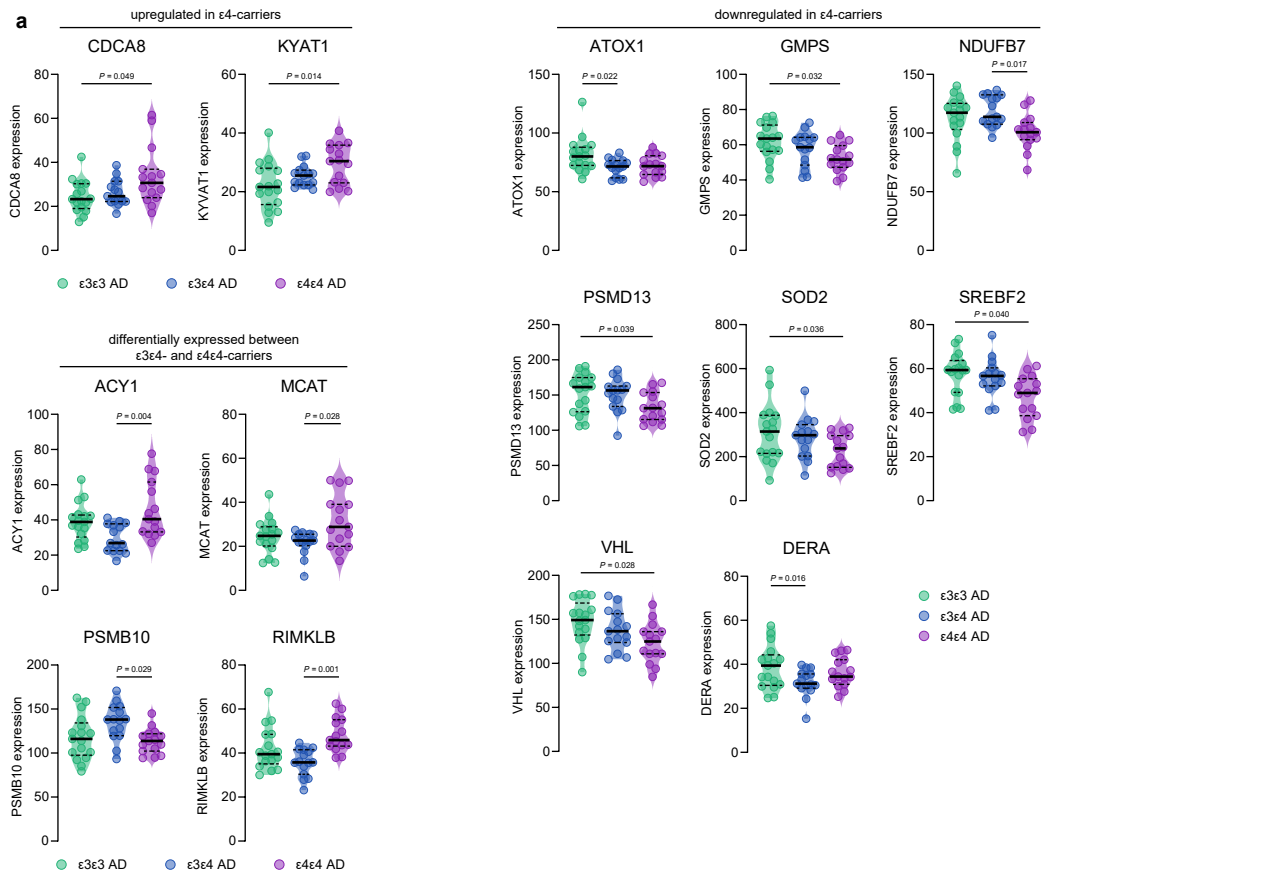 a
upregulated in ε4-carriers
CDCA8
P = 0.049
CDCA8 expression
80
60
40
20
0
KYAT1
P = 0.014
KYVAT1 expression
60
40
20
0
ε3ε3 AD
ε3ε4 AD
ε4ε4 AD
differentially expressed between
ε3ε4- and ε4ε4-carriers
ACY1
P = 0.004
ACY1 expression
100
80
60
40
20
0
MCAT
P = 0.028
MCAT expression
80
60
40
20
0
PSMB10
P = 0.029
PSMB10 expression
200
150
100
50
0
RIMKLB
P = 0.001
RIMKLB expression
80
60
40
20
0
ε3ε3 AD
ε3ε4 AD
ε4ε4 AD
downregulated in ε4-carriers
ATOX1
P = 0.022
ATOX1 expression
150
100
50
0
GMPS
P = 0.032
GMPS expression
100
80
60
40
20
0
NDUFB7
P = 0.017
NDUFB7 expression
150
100
50
0
PSMD13
P = 0.039
PSMD13 expression
250
200
150
100
50
0
SOD2
P = 0.036
SOD2 expression
800
600
400
200
0
SREBF2
P = 0.040
SREBF2 expression
80
60
40
20
0
VHL
P = 0.028
VHL expression
200
150
100
50
0
DERA
P = 0.016
DERA expression
80
60
40
20
0
ε3ε3 AD
ε3ε4 AD
ε4ε4 AD